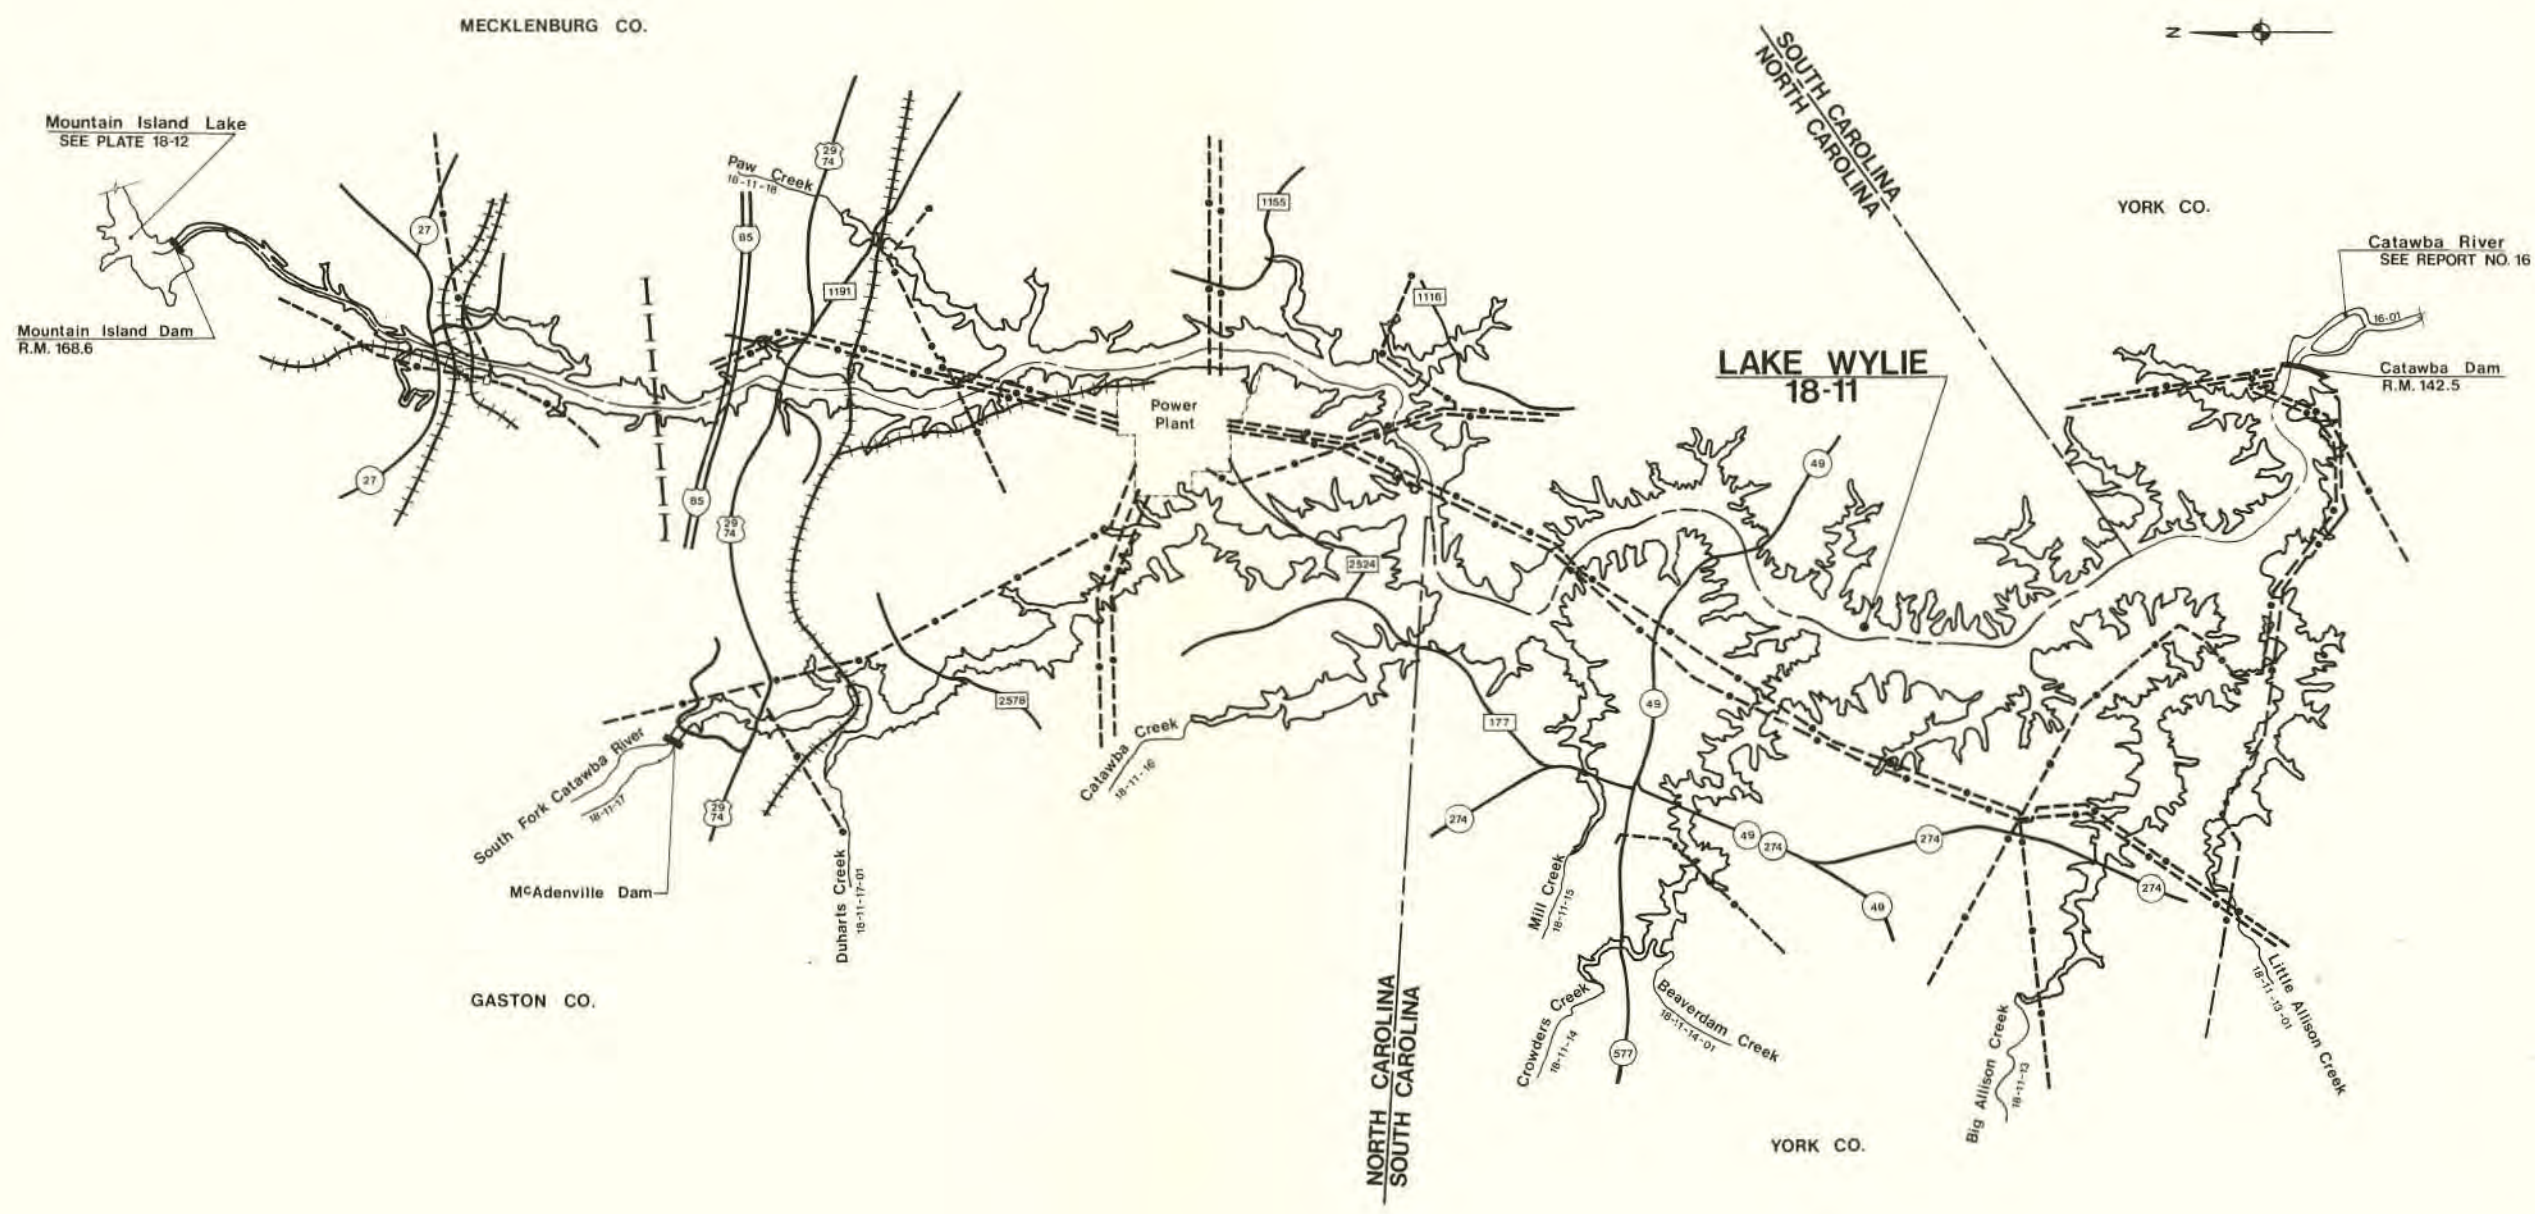 MECKLENBURG CO.
N
SOUTH CAROLINA
NORTH CAROLINA
Mountain Island Lake
SEE PLATE 18-12
29
74
Paw Creek
18-11-18
1155
YORK CO.
27
85
Catawba River
SEE REPORT NO. 16
1191
1116
16-01
Mountain Island Dam
R.M. 168.6
LAKE WYLIE
18-11
Catawba Dam
R.M. 142.5
Power
Plant
49
27
85
29
74
2524
2578
49
177
South Fork Catawba River
18-11-17
Catawba Creek
18-11-16
29
74
274
49
274
274
McAdenville Dam
Duharts Creek
18-11-17-01
Mill Creek
18-11-15
49
274
GASTON CO.
NORTH CAROLINA
SOUTH CAROLINA
Crowders Creek
18-11-14
577
Beaverdam Creek
18-11-14-01
Big Allison Creek
18-11-13
Little Allison Creek
18-11-13-01
YORK CO.